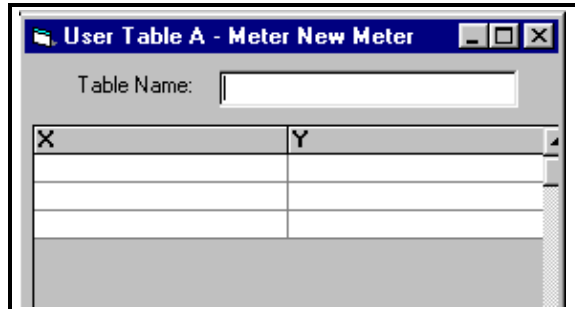 User Table A - Meter New Meter
Table Name:
X Y